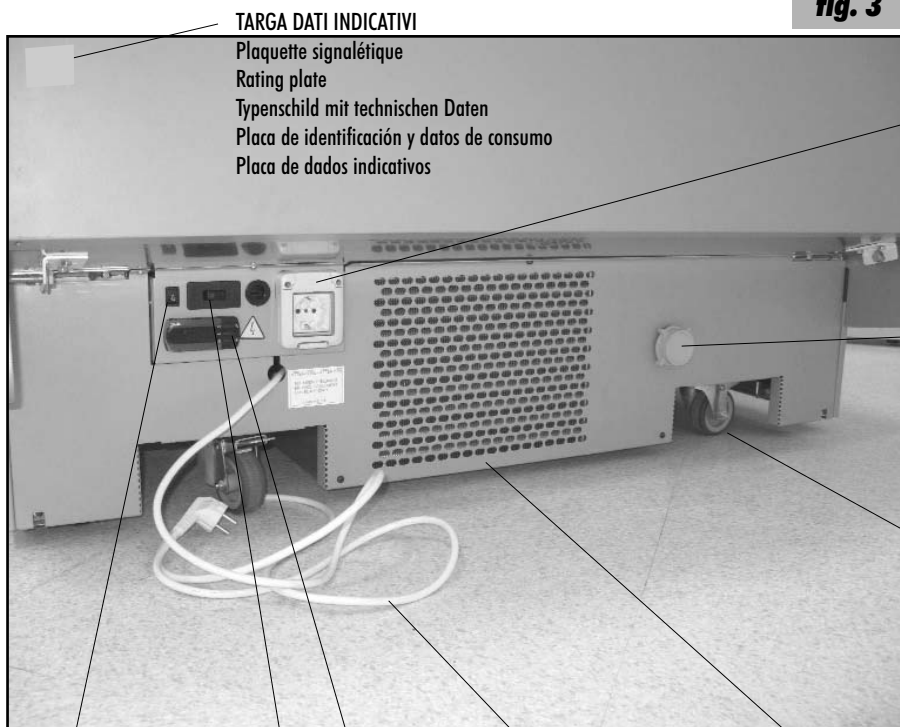 fig. 3
TARGA DATI INDICATIVI
Plaquette signalétique
Rating plate
Typenschild mit technischen Daten
Placa de identificación y datos de consumo
Placa de dados indicativos